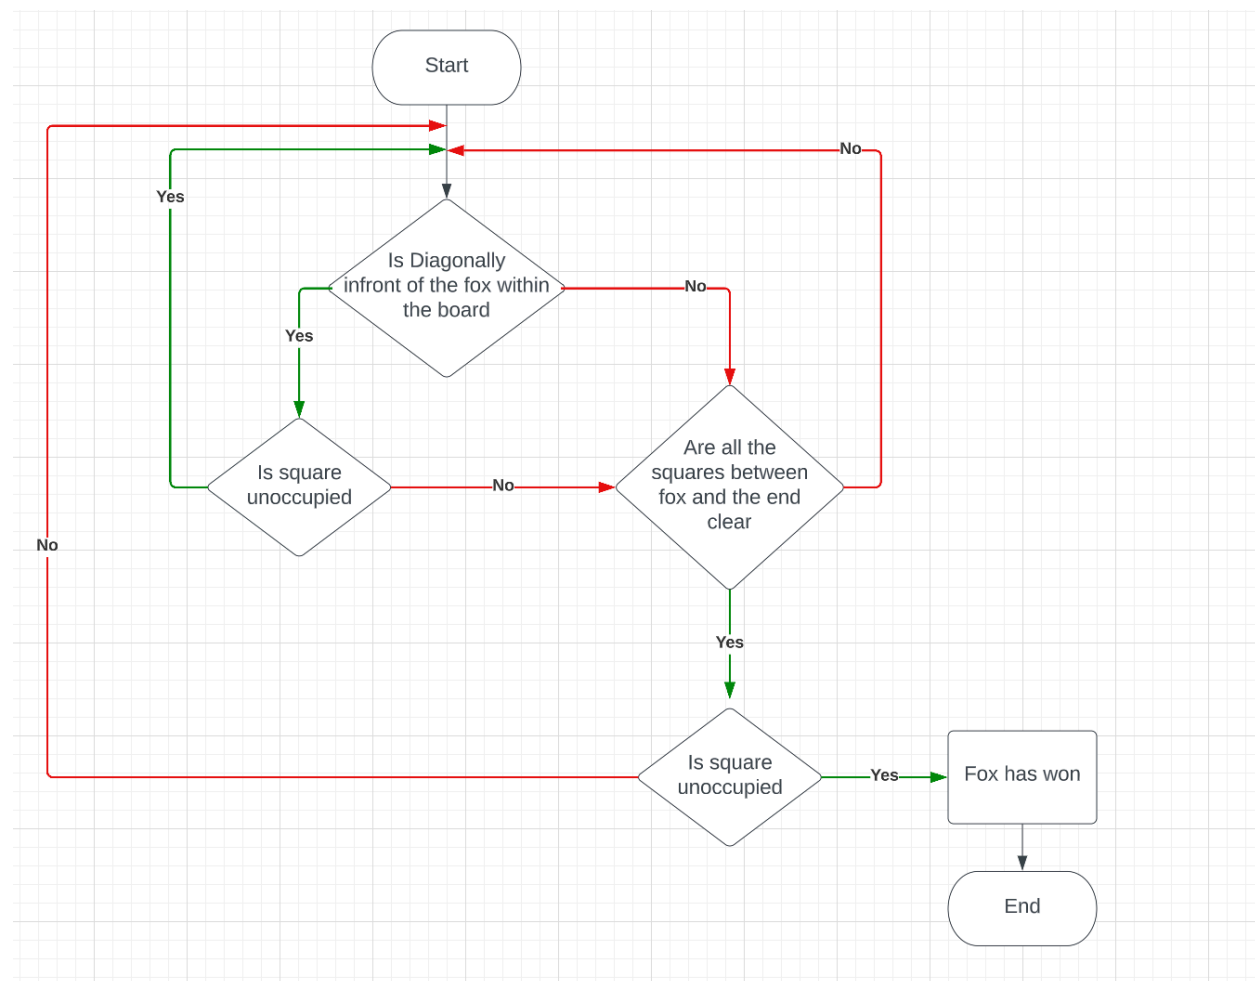 Start
No
Yes
Is Diagonally
infront of the fox within
the board
No
Yes
Are all the
squares between
fox and the end
clear
Is square
unoccupied
No
No
Yes
Is square
unoccupied
Yes
Fox has won
End